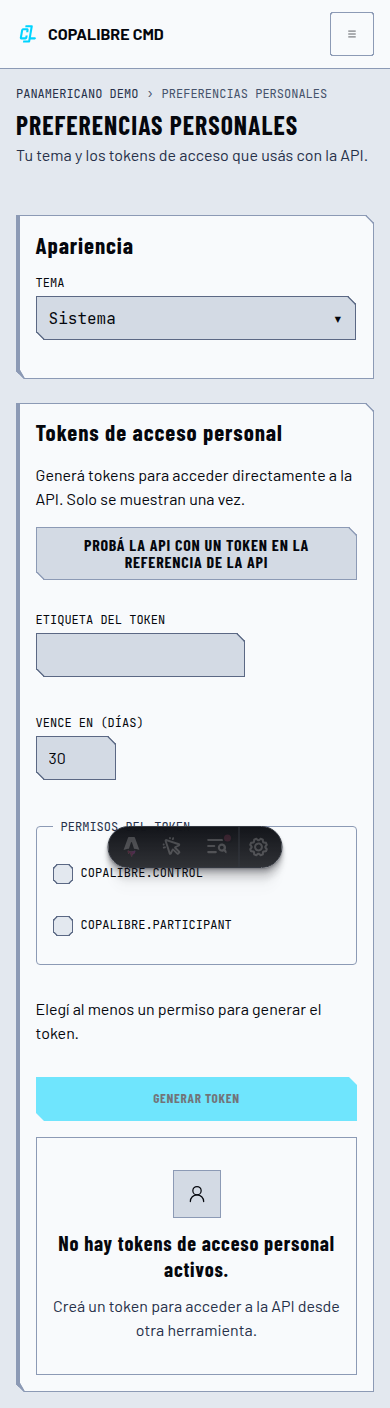 COPALIBRE CMD
PANAMERICANO DEMO › PREFERENCIAS PERSONALES
PREFERENCIAS PERSONALES
Tu tema y los tokens de acceso que usás con la API.
Apariencia
TEMA
Sistema
Tokens de acceso personal
Generá tokens para acceder directamente a la
API. Solo se muestran una vez.
PROBÁ LA API CON UN TOKEN EN LA
REFERENCIA DE LA API
ETIQUETA DEL TOKEN
VENCE EN (DÍAS)
30
PERMISOS DEL TOKEN
COPALIBRE.CONTROL
COPALIBRE.PARTICIPANT
Elegí al menos un permiso para generar el
token.
GENERAR TOKEN
No hay tokens de acceso personal
activos.
Creá un token para acceder a la API desde
otra herramienta.